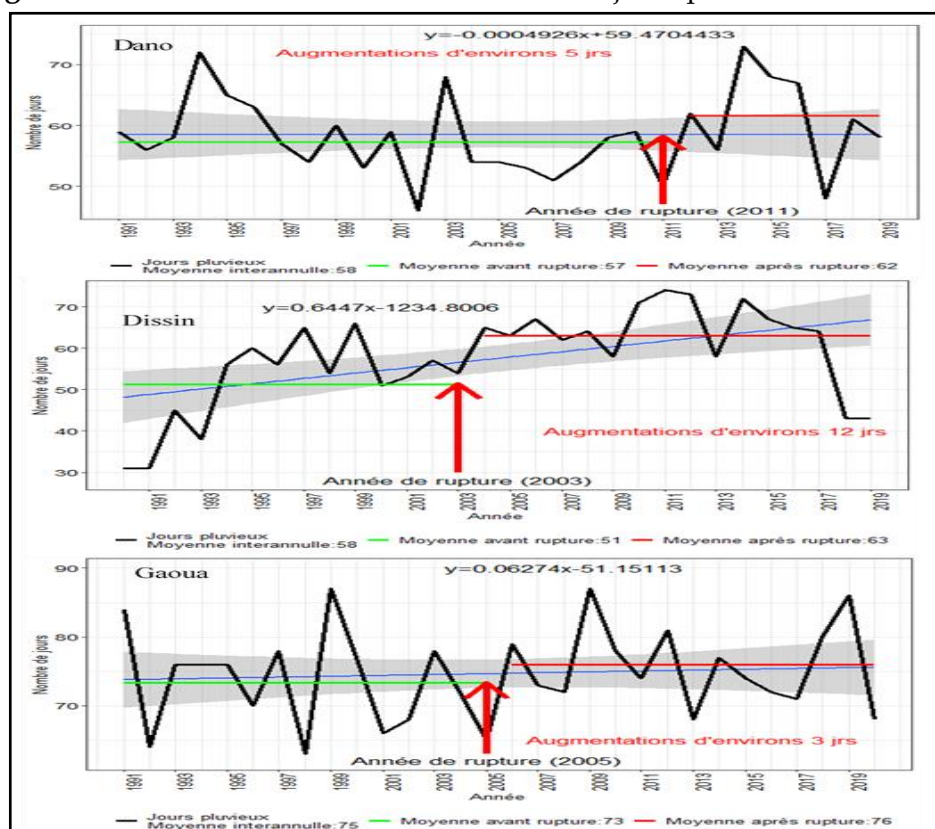 Dano
y=-0.0004926x+59.4704433
Augmentations d'environs 5 jrs
Nombre de jours
70
60
50
Année de rupture (2011)
1991 1993 1995 1997 1999 2001 2003 2005 2007 2009 2011 2013 2015 2017 2019
Année
Jours pluvieux
Moyenne interannulle:58
Moyenne avant rupture:57
Moyenne après rupture:62
Dissin
y=0.6447x-1234.8006
Nombre de jours
70
60
50
40
30
Augmentations d'environs 12 jrs
Année de rupture (2003)
1991 1993 1995 1997 1999 2001 2003 2005 2007 2009 2011 2013 2015 2017 2019
Année
Jours pluvieux
Moyenne interannulle:58
Moyenne avant rupture:51
Moyenne après rupture:63
Gaoua
y=0.06274x-51.15113
Nombre de jours
90
80
70
Augmentations d'environs 3 jrs
Année de rupture (2005)
1991 1993 1995 1997 1999 2001 2003 2005 2007 2009 2011 2013 2015 2017 2019
Année
Jours pluvieux
Moyenne interannulle:75
Moyenne avant rupture:73
Moyenne après rupture:76